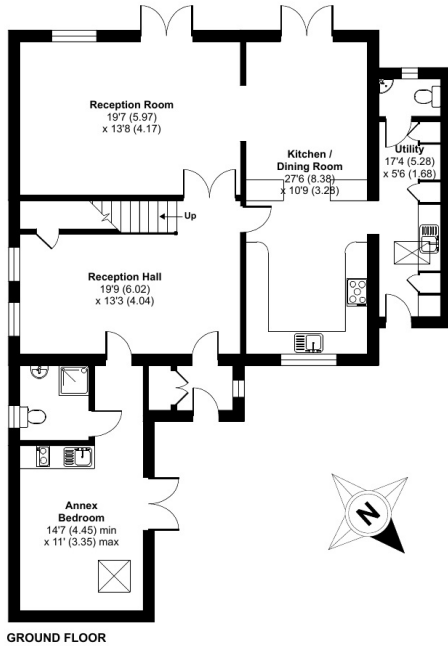 Reception Room
19'7 (5.97)
x 13'8 (4.17)
Kitchen /
Dining Room
27'6 (8.38)
x 10'9 (3.28)
Utility
17'4 (5.28)
x 5'6 (1.68)
Up
Reception Hall
19'9 (6.02)
x 13'3 (4.04)
Annex
Bedroom
14'7 (4.45) min
x 11' (3.35) max
N
GROUND FLOOR